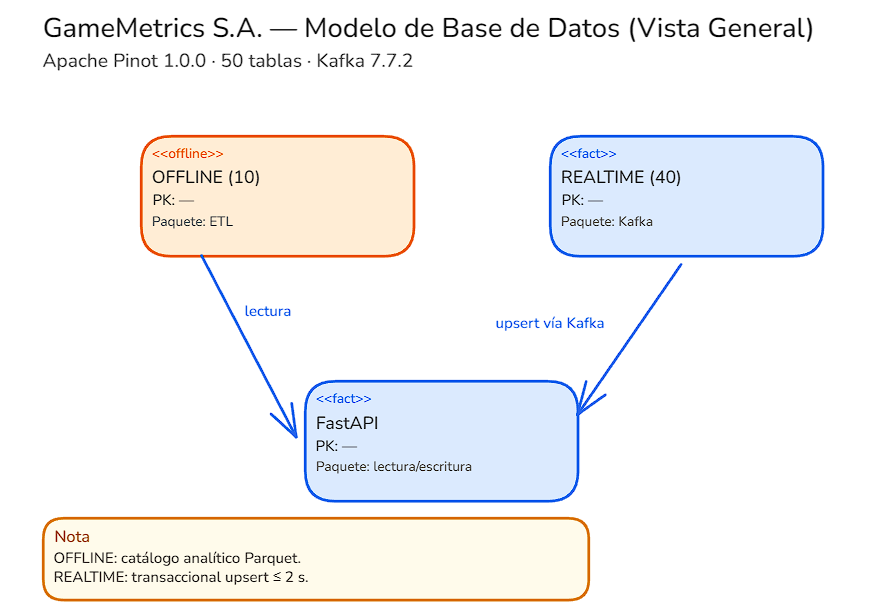 GameMetrics S.A. — Modelo de Base de Datos (Vista General)
Apache Pinot 1.0.0 · 50 tablas · Kafka 7.7.2
<<offline>>
OFFLINE (10)
PK: —
Paquete: ETL
<<fact>>
REALTIME (40)
PK: —
Paquete: Kafka
lectura
upsert vía Kafka
<<fact>>
FastAPI
PK: —
Paquete: lectura/escritura
Nota
OFFLINE: catálogo analítico Parquet.
REALTIME: transaccional upsert ≤ 2 s.